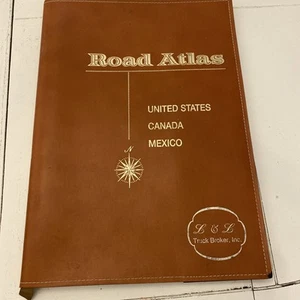 Road Atlas
UNITED STATES
CANADA
MEXICO
N
L & L
Truck Broker, Inc.